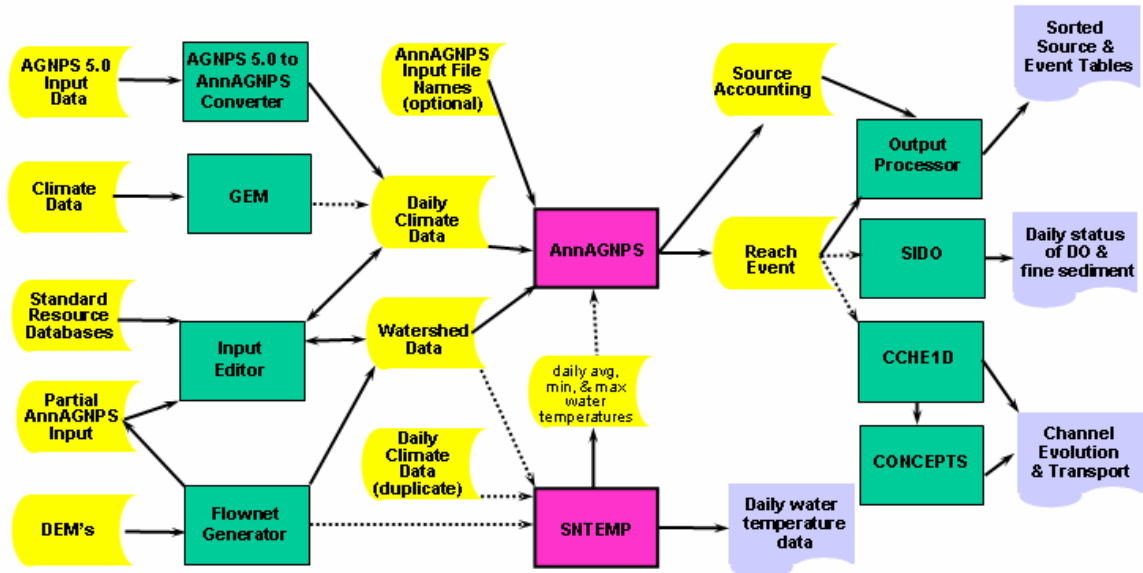 AGNPS 5.0
Input
Data
AGNPS 5.0 to
AnnAGNPS
Converter
AnnAGNPS
Input File
Names
(optional)
Source
Accounting
Sorted
Source &
Event Tables
Output
Processor
Climate
Data
GEM
Daily
Climate
Data
AnnAGNPS
Reach
Event
SIDO
Daily status
of DO &
fine sediment
Standard
Resource
Databases
Input
Editor
Watershed
Data
daily avg,
min, & max
water
temperatures
CCHE1D
Partial
AnnAGNPS
Input
Daily
Climate
Data
(duplicate)
CONCEPTS
Channel
Evolution
& Transport
DEM's
Flownet
Generator
SNTEMP
Daily water
temperature
data